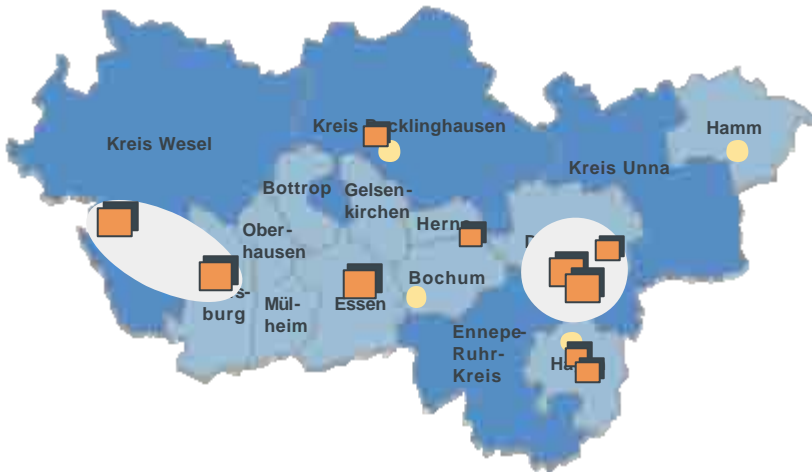 Kreis Wesel
Kreis
Hamm
Kreis Unna
Bottrop
Gelsen-
kirchen
Ober-
hausen
Herne
Bochum
burg
Mül-
heim
Essen
Ennepe-
Ruhr-
Kreis